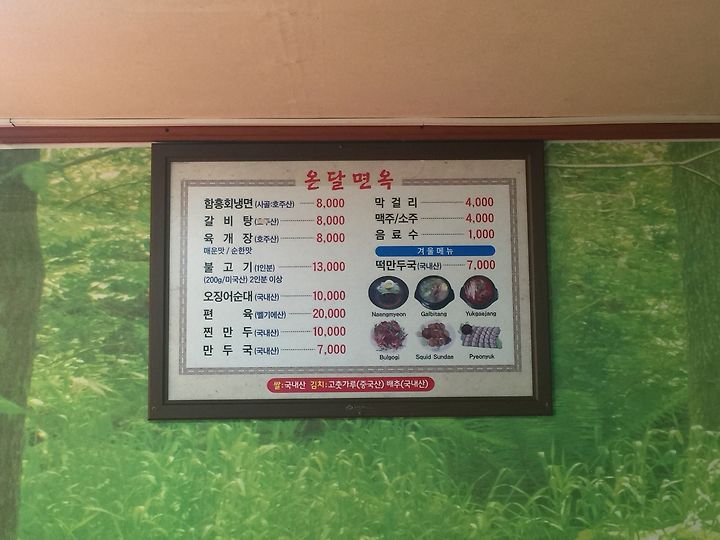 온달면옥
함흥회냉면(사골:호주산) 8,000
갈비탕(호주산) 8,000
육개장(호주산) 8,000
매운맛 / 순한맛
불고기(1인분) 13,000
(200g/미국산) 2인분 이상
오징어순대(국내산) 10,000
편육(벨기에산) 20,000
찐만두(국내산) 10,000
만두국(국내산) 7,000
막걸리 4,000
맥주/소주 4,000
음료수 1,000
겨울메뉴
떡만두국(국내산) 7,000
Naengmyeon Galbitang Yukgaejang
Bulgogi Squid Sundae Pyeonyuk
쌀:국내산 김치:고춧가루(중국산) 배추(국내산)